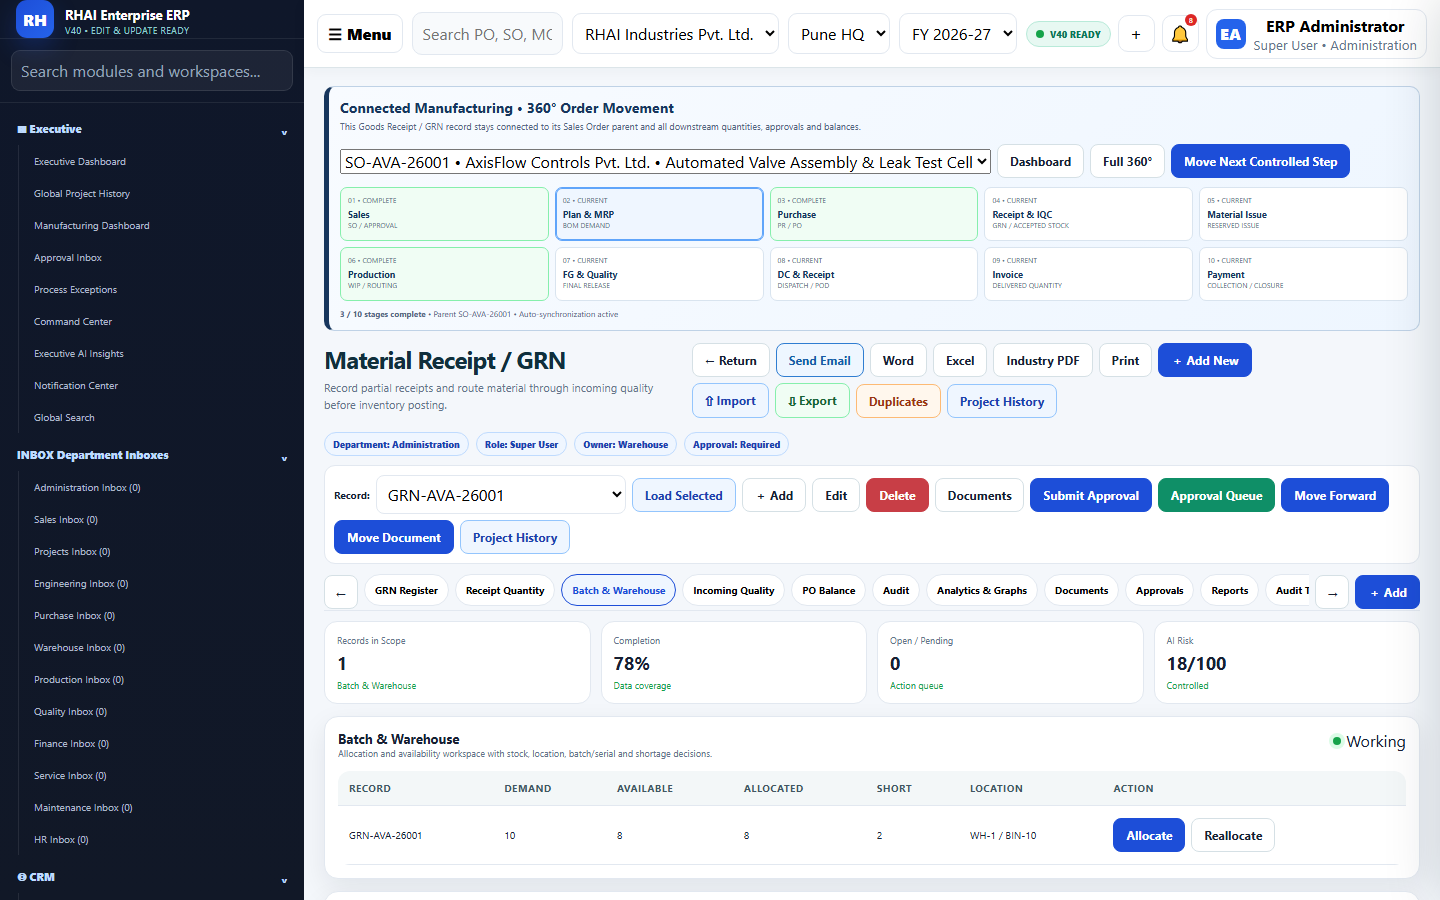 RH RHAI Enterprise ERP
V40 • EDIT & UPDATE READY
Search modules and workspaces...
Executive
Executive Dashboard
Global Project History
Manufacturing Dashboard
Approval Inbox
Process Exceptions
Command Center
Executive AI Insights
Notification Center
Global Search
INBOX Department Inboxes
Administration Inbox (0)
Sales Inbox (0)
Projects Inbox (0)
Engineering Inbox (0)
Purchase Inbox (0)
Warehouse Inbox (0)
Production Inbox (0)
Quality Inbox (0)
Finance Inbox (0)
Service Inbox (0)
Maintenance Inbox (0)
HR Inbox (0)
CRM
☰ Menu
Search PO, SO, MO
RHAI Industries Pvt. Ltd.
Pune HQ
FY 2026-27
V40 READY
+
8
EA ERP Administrator
Super User • Administration
Connected Manufacturing • 360° Order Movement
This Goods Receipt / GRN record stays connected to its Sales Order parent and all downstream quantities, approvals and balances.
SO-AVA-26001 • AxisFlow Controls Pvt. Ltd. • Automated Valve Assembly & Leak Test Cell
Dashboard
Full 360°
Move Next Controlled Step
01 • COMPLETE
Sales
SO / APPROVAL
02 • CURRENT
Plan & MRP
BOM DEMAND
03 • COMPLETE
Purchase
PR / PO
04 • CURRENT
Receipt & IQC
GRN / ACCEPTED STOCK
05 • CURRENT
Material Issue
RESERVED ISSUE
06 • COMPLETE
Production
WIP / ROUTING
07 • CURRENT
FG & Quality
FINAL RELEASE
08 • CURRENT
DC & Receipt
DISPATCH / POD
09 • CURRENT
Invoice
DELIVERED QUANTITY
10 • CURRENT
Payment
COLLECTION / CLOSURE
3 / 10 stages complete • Parent SO-AVA-26001 • Auto-synchronization active
Material Receipt / GRN
Record partial receipts and route material through incoming quality
before inventory posting.
← Return
Send Email
Word
Excel
Industry PDF
Print
+ Add New
⇧ Import
⇩ Export
Duplicates
Project History
Department: Administration
Role: Super User
Owner: Warehouse
Approval: Required
Record:
GRN-AVA-26001
Load Selected
+ Add
Edit
Delete
Documents
Submit Approval
Approval Queue
Move Forward
Move Document
Project History
←
GRN Register
Receipt Quantity
Batch & Warehouse
Incoming Quality
PO Balance
Audit
Analytics & Graphs
Documents
Approvals
Reports
Audit T
→
+ Add
Records in Scope
1
Batch & Warehouse
Completion
78%
Data coverage
Open / Pending
0
Action queue
AI Risk
18/100
Controlled
Batch & Warehouse
Allocation and availability workspace with stock, location, batch/serial and shortage decisions.
Working
RECORD DEMAND AVAILABLE ALLOCATED SHORT LOCATION ACTION
GRN-AVA-26001 10 8 8 2 WH-1 / BIN-10 Allocate Reallocate